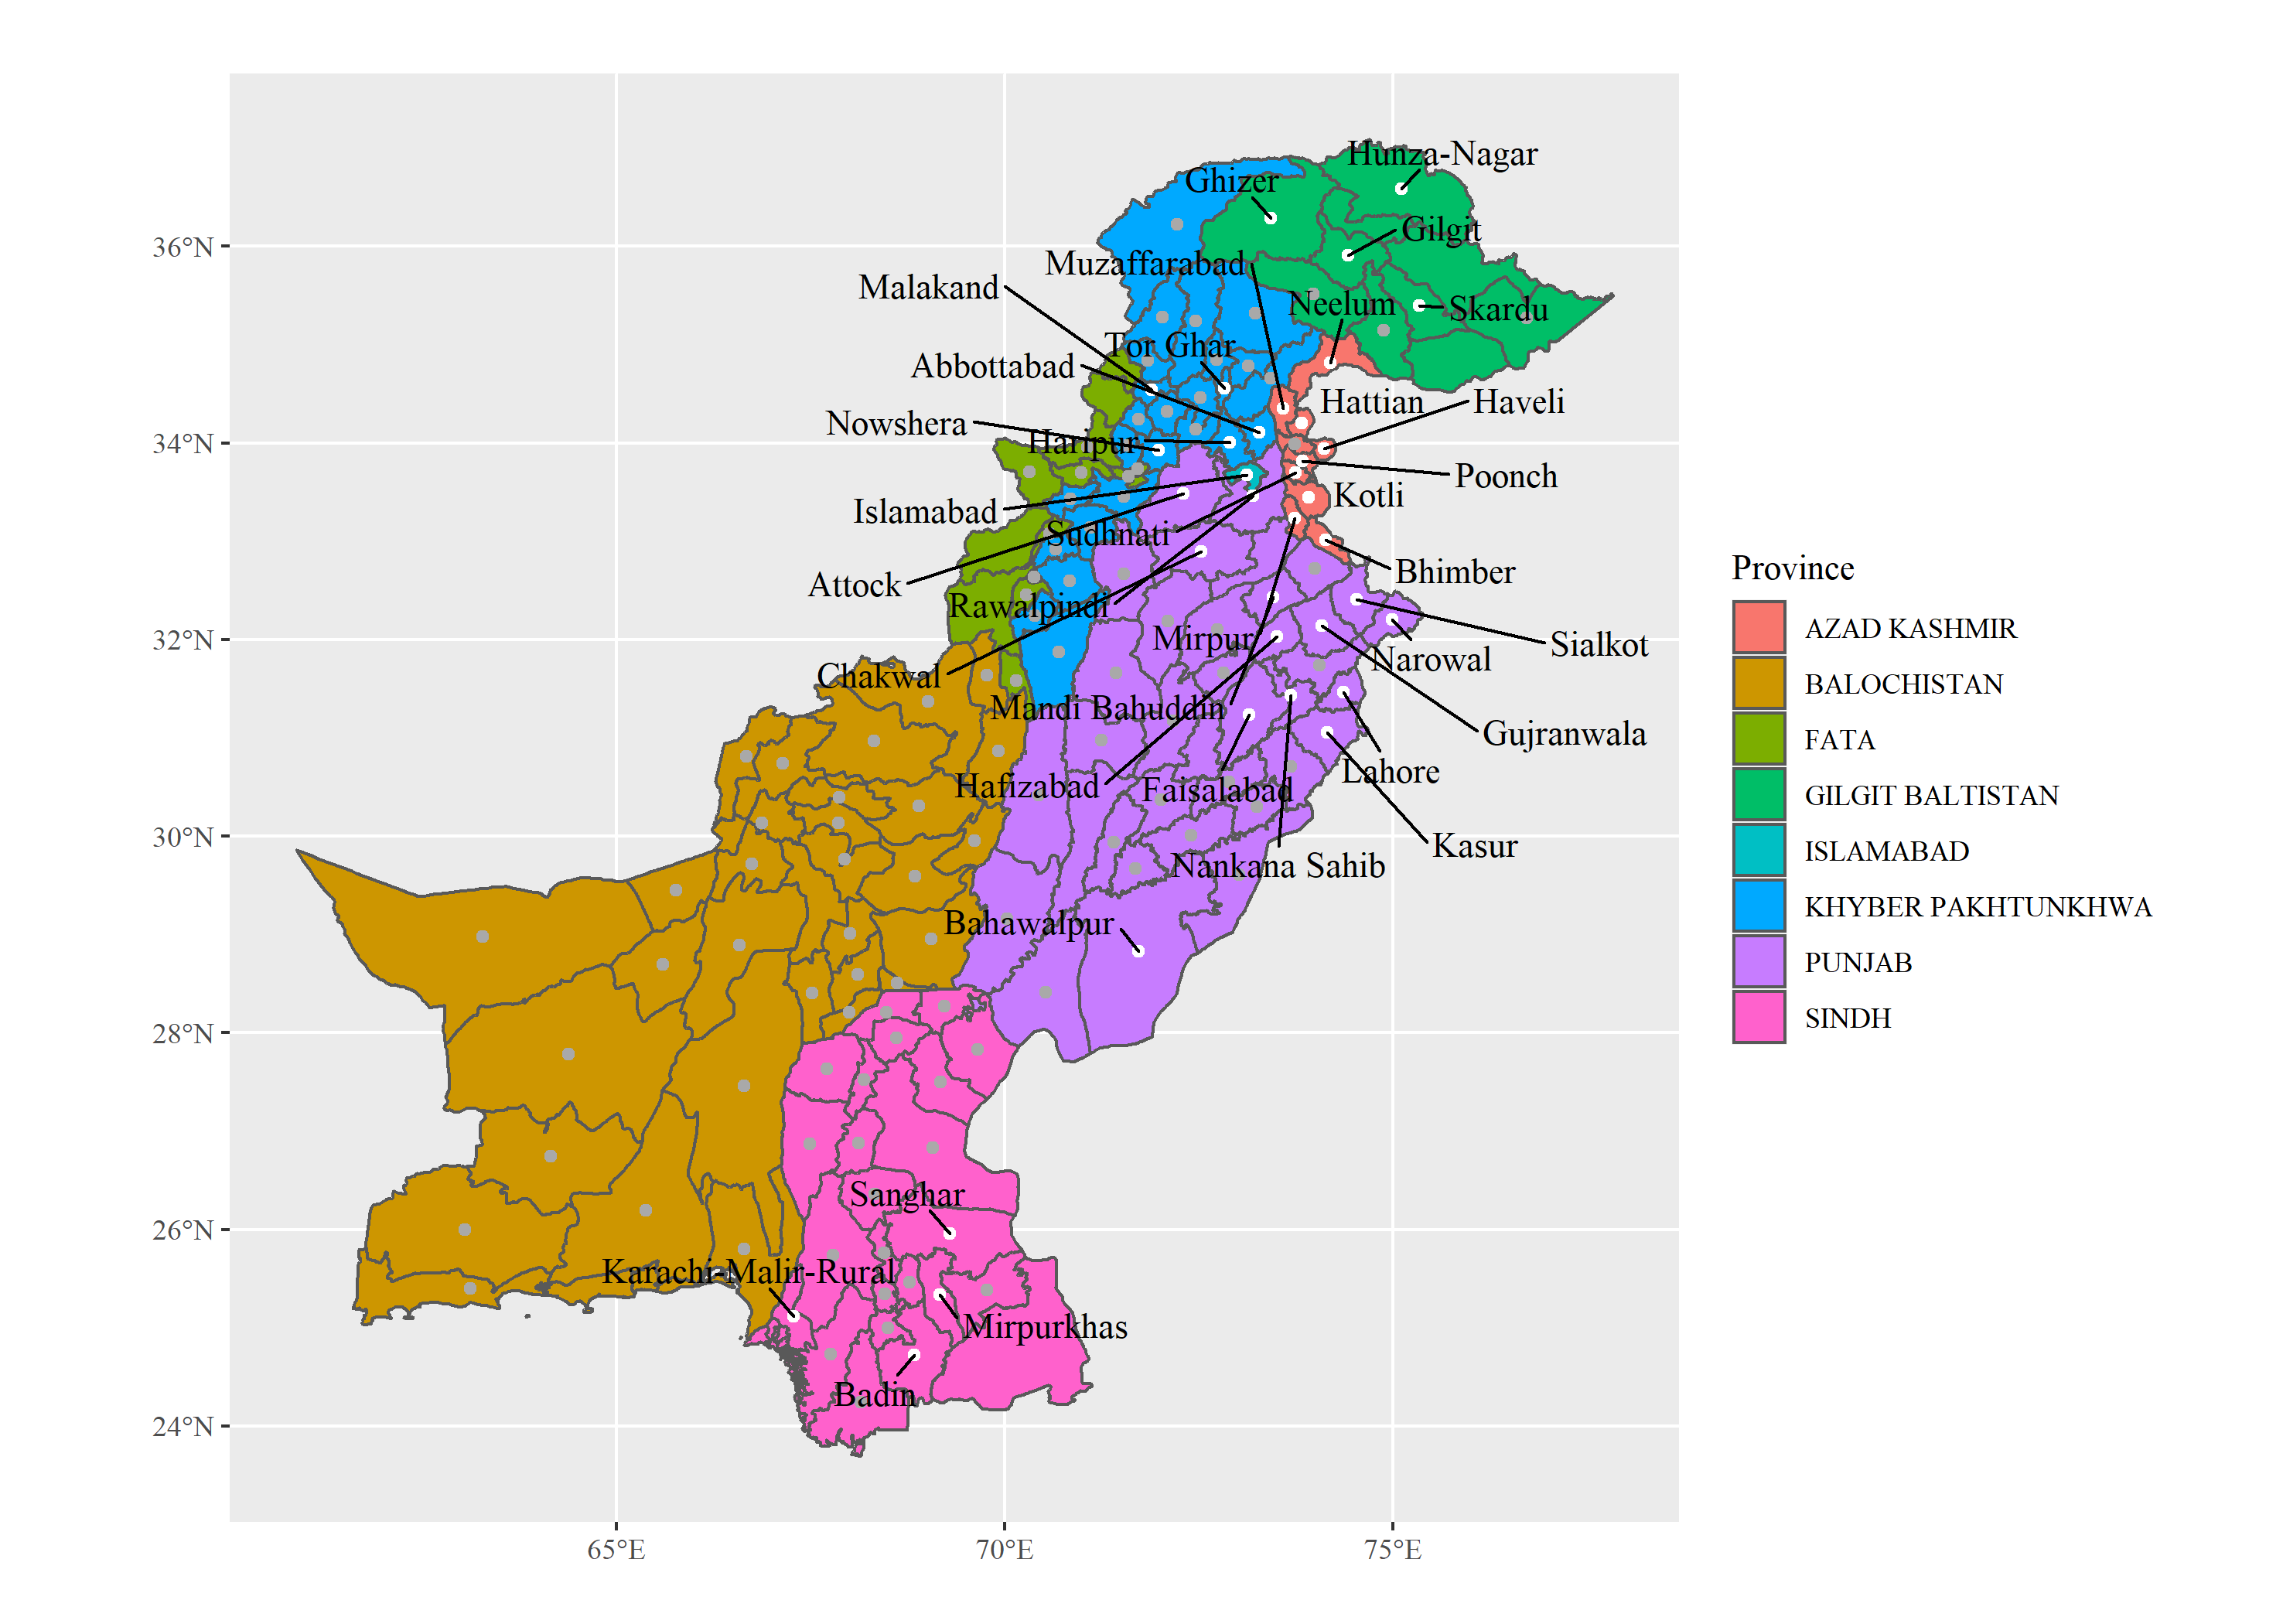 Hunza-Nagar
Ghizer
Gilgit
36°N
Muzaffarabad
Malakand
Neelum
Skardu
Tor Ghar
Abbottabad
Hattian
Haveli
Nowshera
34°N
Haripur
Poonch
Kotli
Islamabad
Sudhnati
Bhimber
Attock
Rawalpindi
32°N
Mirpur
Sialkot
Narowal
Chakwal
Mandi Bahuddin
Gujranwala
Lahore
Hafizabad
Faisalabad
30°N
Kasur
Nankana Sahib
Bahawalpur
28°N
Sanghar
26°N
Karachi-Malir-Rural
Mirpurkhas
Badin
24°N
65°E
70°E
75°E
Province
AZAD KASHMIR
BALOCHISTAN
FATA
GILGIT BALTISTAN
ISLAMABAD
KHYBER PAKHTUNKHWA
PUNJAB
SINDH